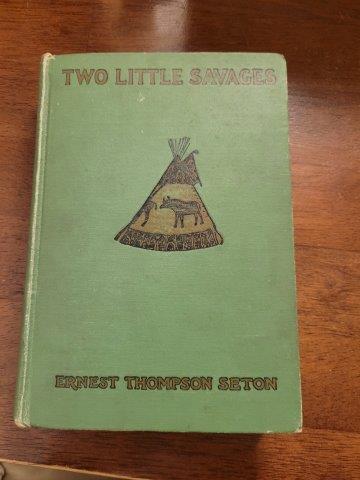 TWO LITTLE SAVAGES
ERNEST THOMPSON SETON